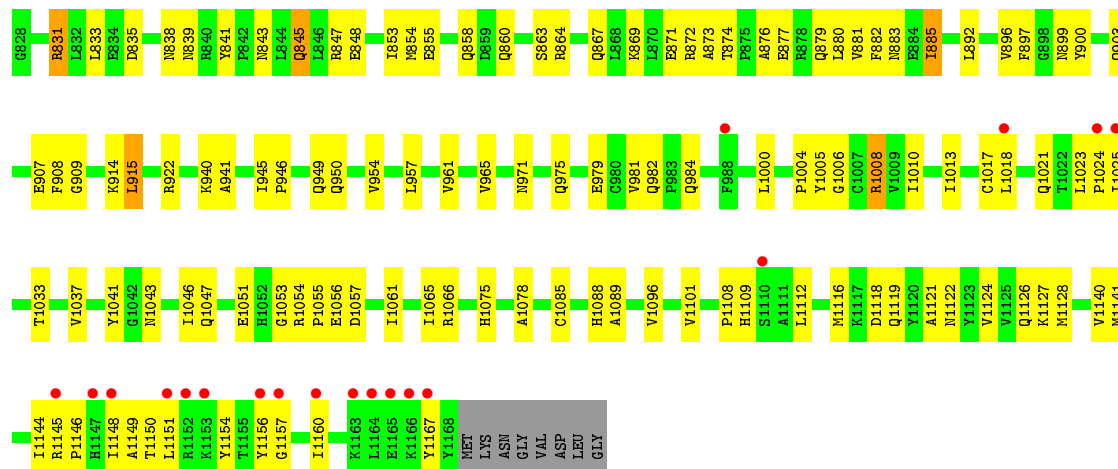 G828 R831 L832 L833 E834 D835 N838 N839 R840 Y841 P842 N843 L844 Q845 L846 R847 E848 I853 M854 E855 Q858 D859 Q860 S863 R864 Q867 L868 K869 L870 E871 R872 A873 T874 P875 A876 E877 R878 Q879 L880 V881 F882 N883 E884 I885 L892 V896 F897 G898 N899 Y900
E907 F908 G909 K914 L915 R922 K940 A941 I945 P946 Q949 Q950 V954 L957 V961 V965 N971 Q975 E979 C980 V981 Q982 P983 Q984 F988 L1000 P1004 Y1005 G1006 C1007 R1008 V1009 I1010 I1013 C1017 L1018 Q1021 T1022 L1023 P1024 I1025
T1033 V1037 Y1041 G1042 N1043 I1046 Q1047 E1051 H1052 G1053 R1054 P1055 E1056 D1057 I1061 I1065 R1066 H1075 A1078 C1085 H1088 A1089 V1096 V1101 P1108 H1109 S1110 A1111 L1112 M1116 K1117 D1118 Q1119 Y1120 A1121 N1122 Y1123 V1124 V1125 Q1126 K1127 M1128 V1140 M1141
I1144 R1145 P1146 H1147 I1148 A1149 T1150 L1151 R1152 K1153 Y1154 T1155 Y1156 G1157 I1160 K1163 L1164 E1165 K1166 Y1167 Y1168 MET LYS ASN GLY VAL ASP LEU GLY